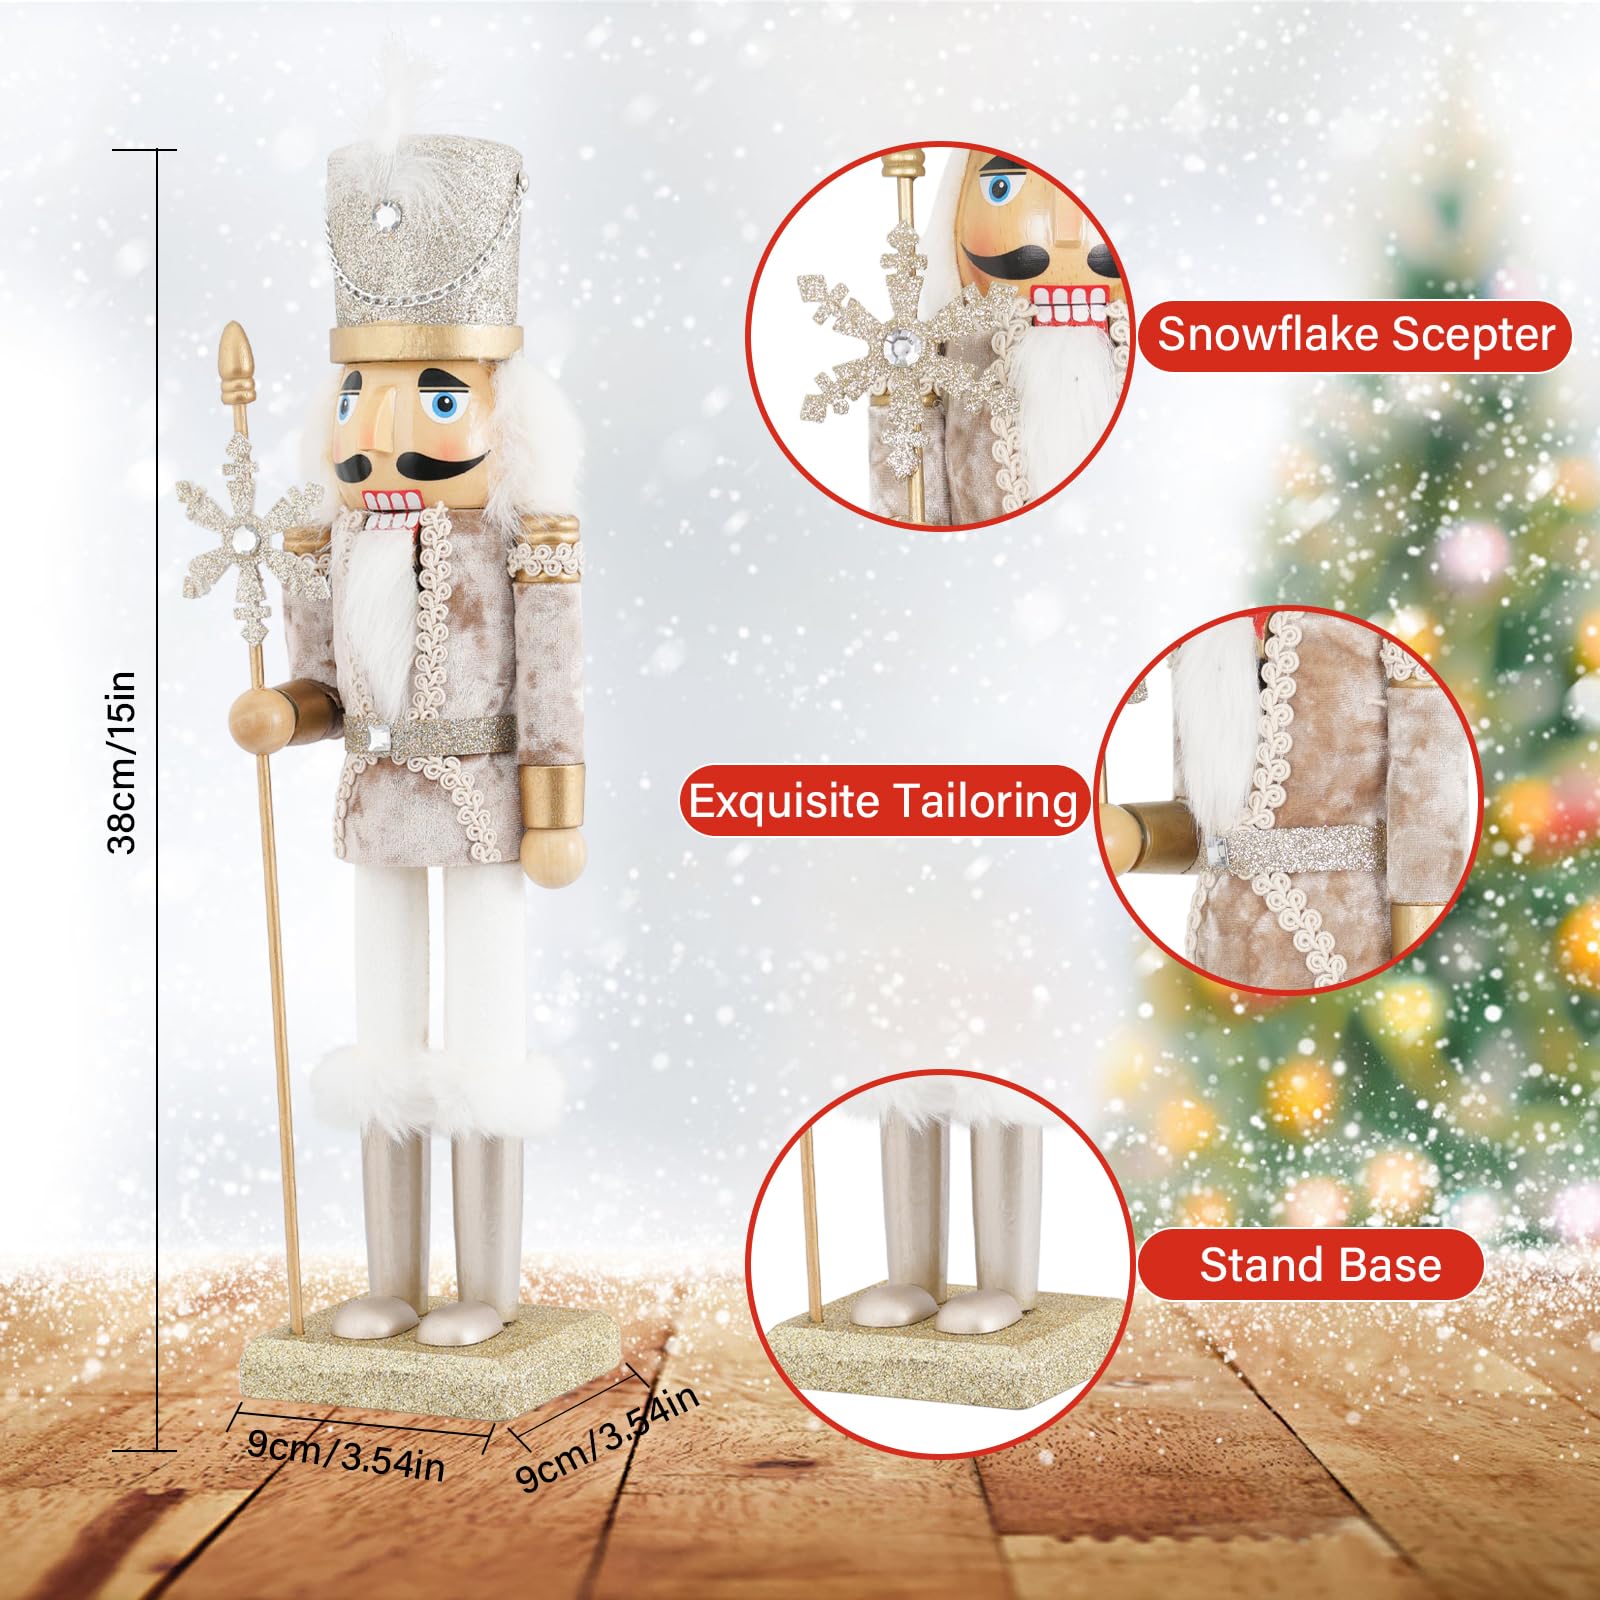 Snowflake Scepter
38cm/15in
Exquisite Tailoring
Stand Base
9cm/3.54in
9cm/3.54in